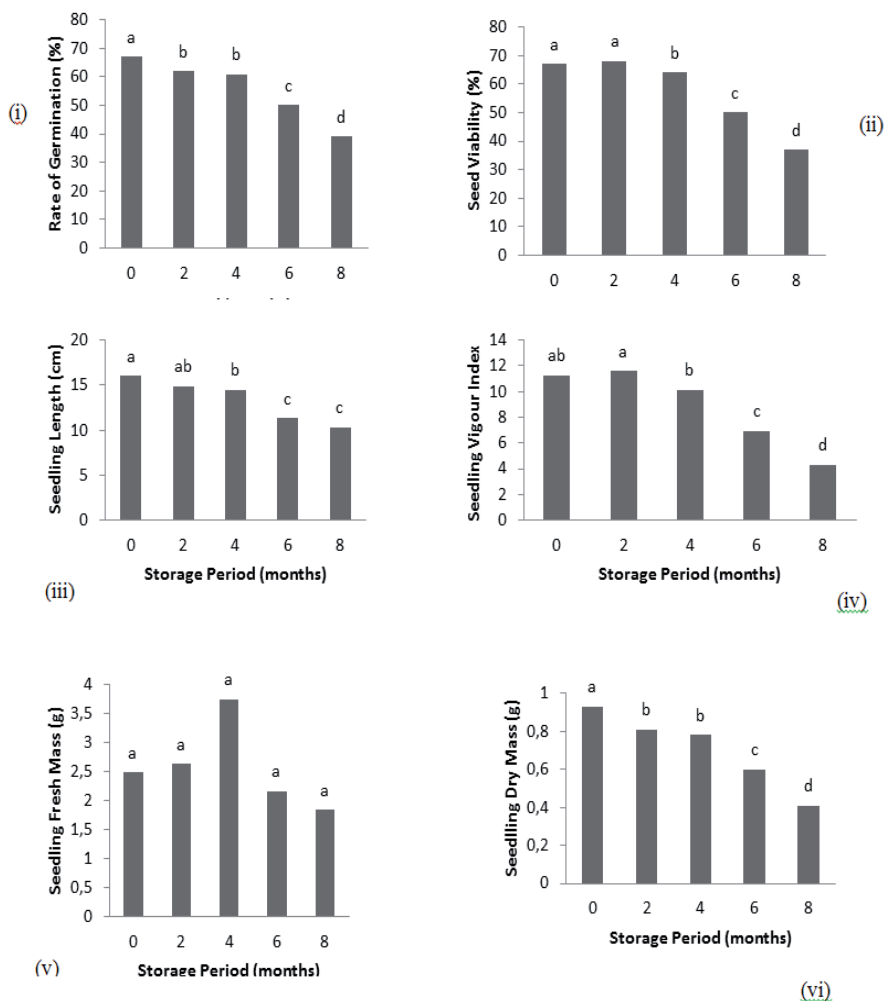 (i)
Rate of Germination (%)
80
70
60
50
40
30
20
10
0
a
b
b
c
d
0 2 4 6 8
(ii)
Seed Viability (%)
80
70
60
50
40
30
20
10
0
a
a
b
c
d
0 2 4 6 8
Seedling Length (cm)
20
15
10
5
0
a
ab
b
c
c
0 2 4 6 8
Storage Period (months)
(iii)
Seedling Vigour Index
14
12
10
8
6
4
2
0
ab
a
b
c
d
0 2 4 6 8
Storage Period (months)
(iv)
Seedling Fresh Mass (g)
4
3,5
3
2,5
2
1,5
1
0,5
0
a
a
a
a
a
0 2 4 6 8
Storage Period (months)
(v)
Seedlling Dry Mass (g)
1
0,8
0,6
0,4
0,2
0
a
b
b
c
d
0 2 4 6 8
Storage Period (months)
(vi)